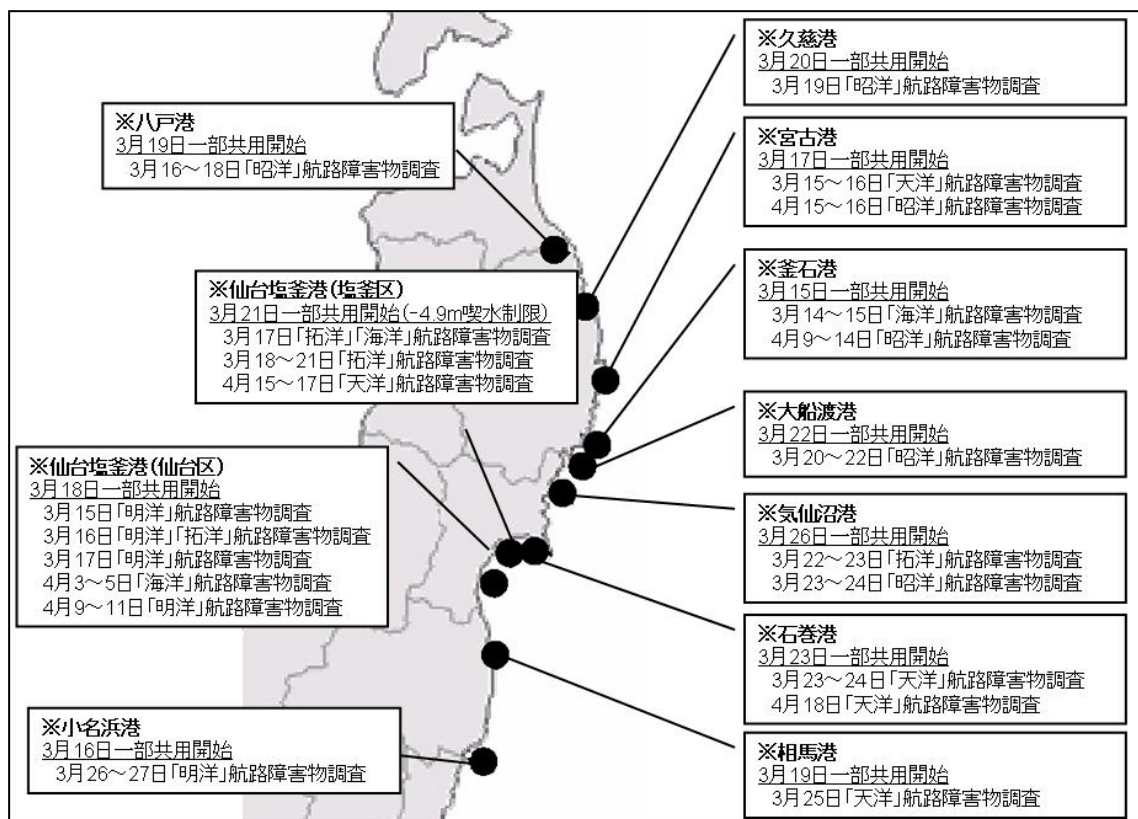 ※八戸港
3月19日一部共用開始
3月16～18日「昭洋」航路障害物調査
※仙台塩釜港(塩釜区)
3月21日一部共用開始(-4.9m喫水制限)
3月17日「拓洋」「海洋」航路障害物調査
3月18～21日「拓洋」航路障害物調査
4月15～17日「天洋」航路障害物調査
※仙台塩釜港(仙台区)
3月18日一部共用開始
3月15日「明洋」航路障害物調査
3月16日「明洋」「拓洋」航路障害物調査
3月17日「明洋」航路障害物調査
4月3～5日「海洋」航路障害物調査
4月9～11日「明洋」航路障害物調査
※小名浜港
3月16日一部共用開始
3月26～27日「明洋」航路障害物調査
※久慈港
3月20日一部共用開始
3月19日「昭洋」航路障害物調査
※宮古港
3月17日一部共用開始
3月15～16日「天洋」航路障害物調査
4月15～16日「昭洋」航路障害物調査
※釜石港
3月15日一部共用開始
3月14～15日「海洋」航路障害物調査
4月9～14日「昭洋」航路障害物調査
※大船渡港
3月22日一部共用開始
3月20～22日「昭洋」航路障害物調査
※気仙沼港
3月26日一部共用開始
3月22～23日「拓洋」航路障害物調査
3月23～24日「昭洋」航路障害物調査
※石巻港
3月23日一部共用開始
3月23～24日「天洋」航路障害物調査
4月18日「天洋」航路障害物調査
※相馬港
3月19日一部共用開始
3月25日「天洋」航路障害物調査